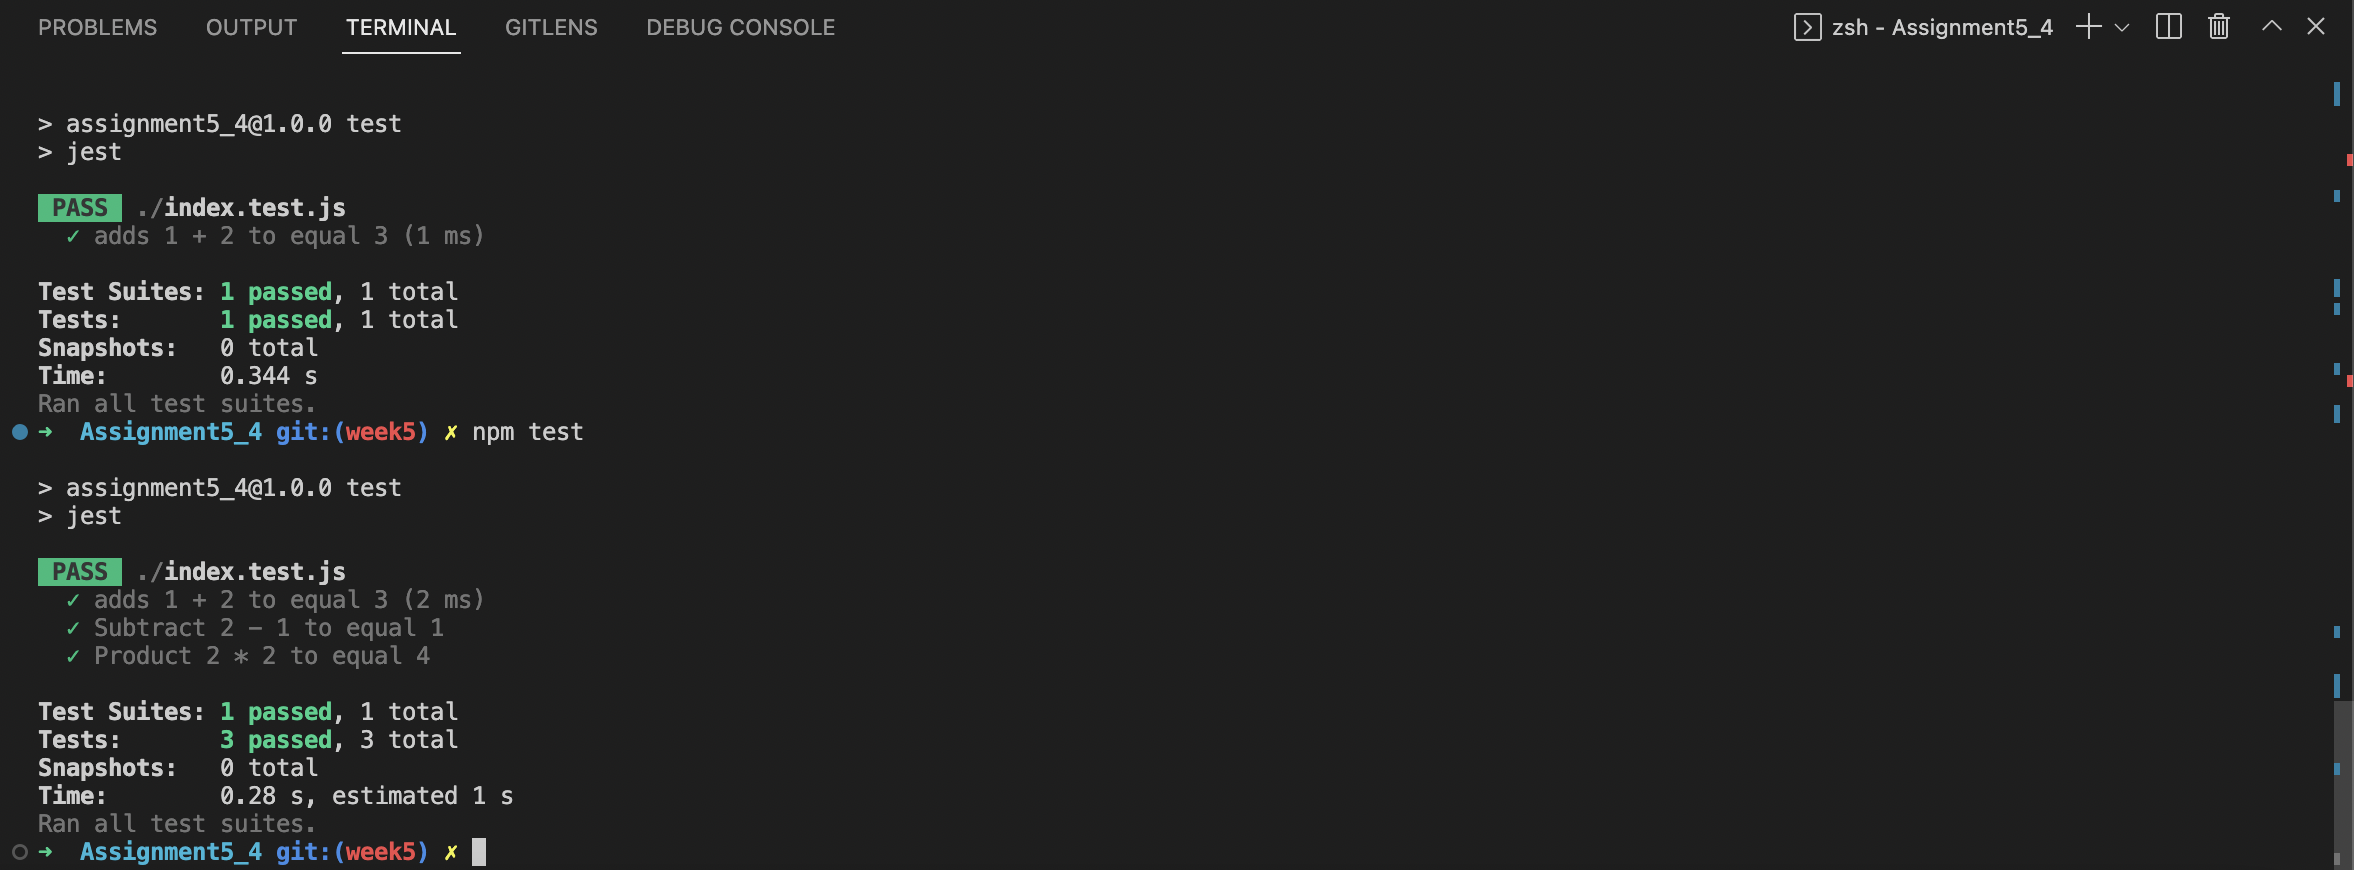 PROBLEMS OUTPUT TERMINAL GITLENS DEBUG CONSOLE zsh - Assignment5_4
> assignment5_4@1.0.0 test
> jest
PASS ./index.test.js
✓ adds 1 + 2 to equal 3 (1 ms)
Test Suites: 1 passed, 1 total
Tests: 1 passed, 1 total
Snapshots: 0 total
Time: 0.344 s
Ran all test suites.
➜ Assignment5_4 git:(week5) ✗ npm test
> assignment5_4@1.0.0 test
> jest
PASS ./index.test.js
✓ adds 1 + 2 to equal 3 (2 ms)
✓ Subtract 2 - 1 to equal 1
✓ Product 2 * 2 to equal 4
Test Suites: 1 passed, 1 total
Tests: 3 passed, 3 total
Snapshots: 0 total
Time: 0.28 s, estimated 1 s
Ran all test suites.
➜ Assignment5_4 git:(week5) ✗